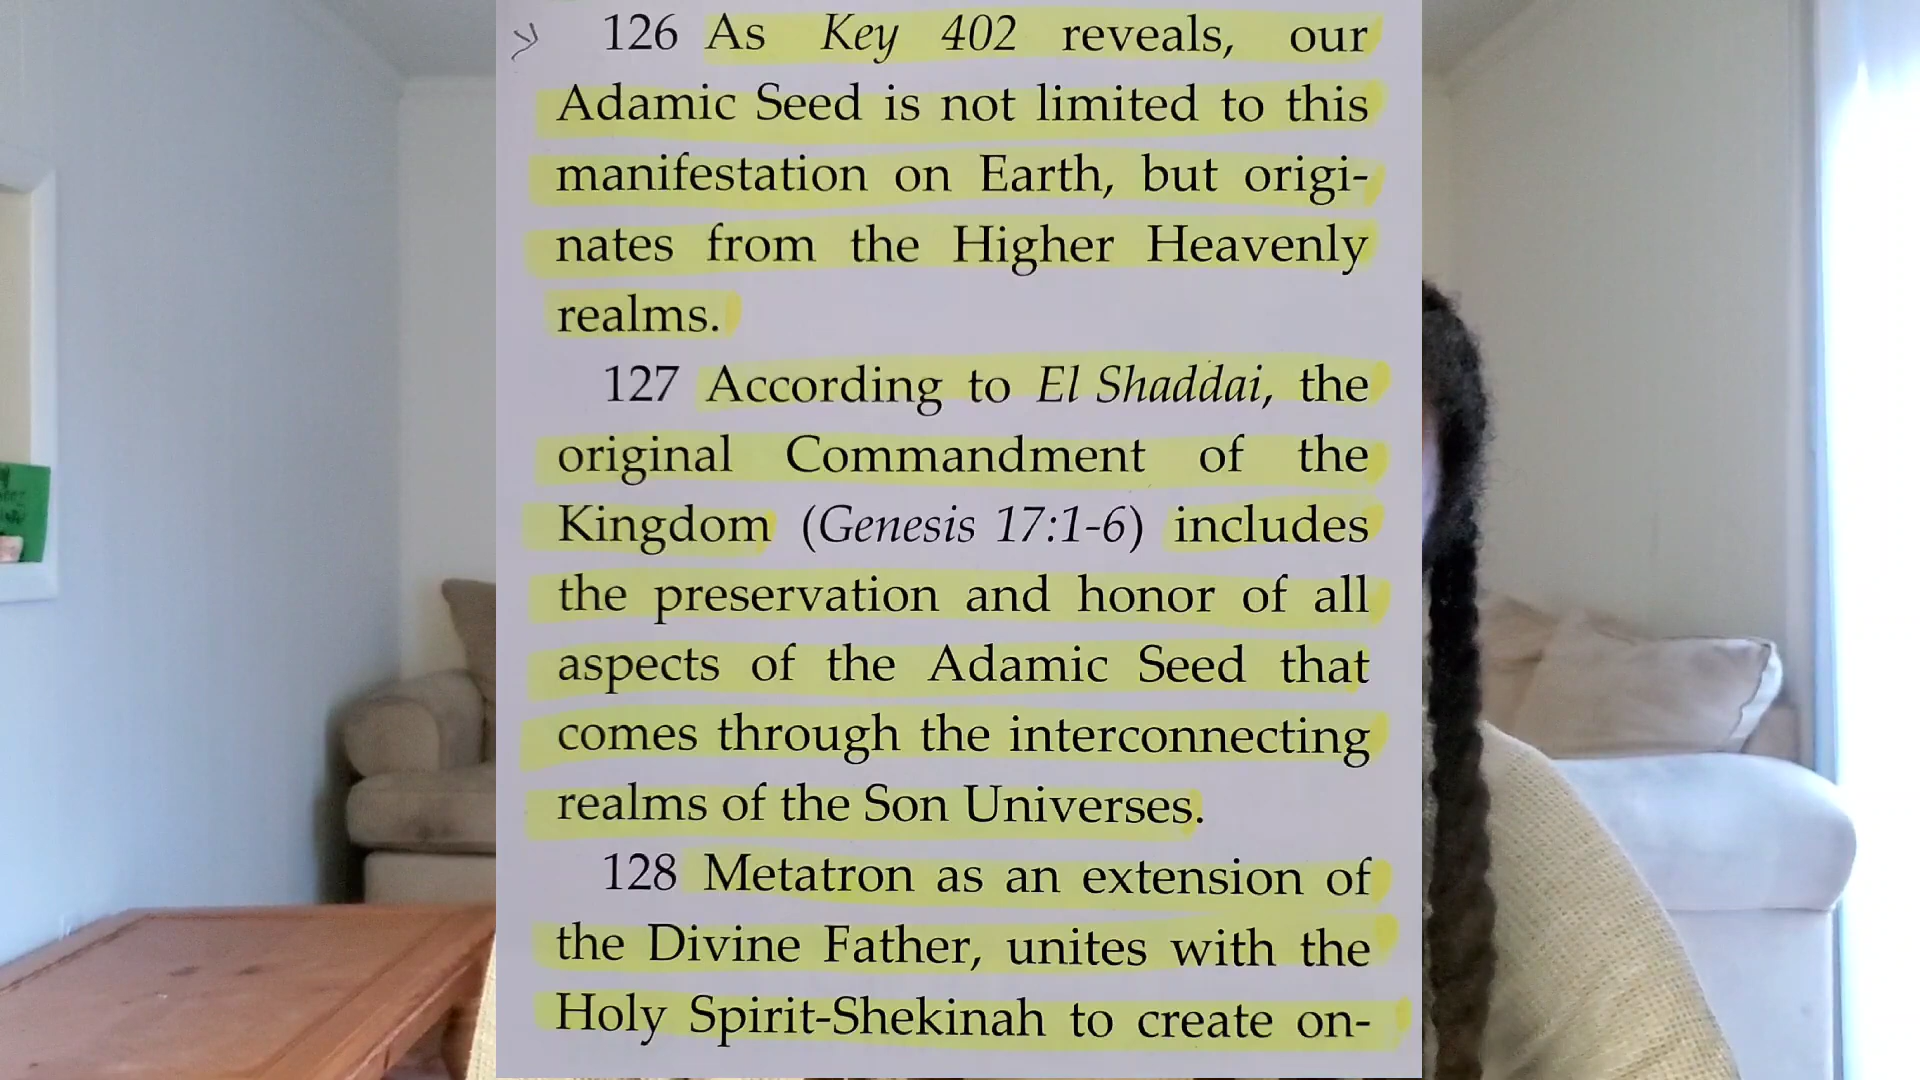 126 As Key 402 reveals, our
Adamic Seed is not limited to this
manifestation on Earth, but origi-
nates from the Higher Heavenly
realms.
127 According to El Shaddai, the
original Commandment of the
Kingdom (Genesis 17:1-6) includes
the preservation and honor of all
aspects of the Adamic Seed that
comes through the interconnecting
realms of the Son Universes.
128 Metatron as an extension of
the Divine Father, unites with the
Holy Spirit-Shekinah to create on-